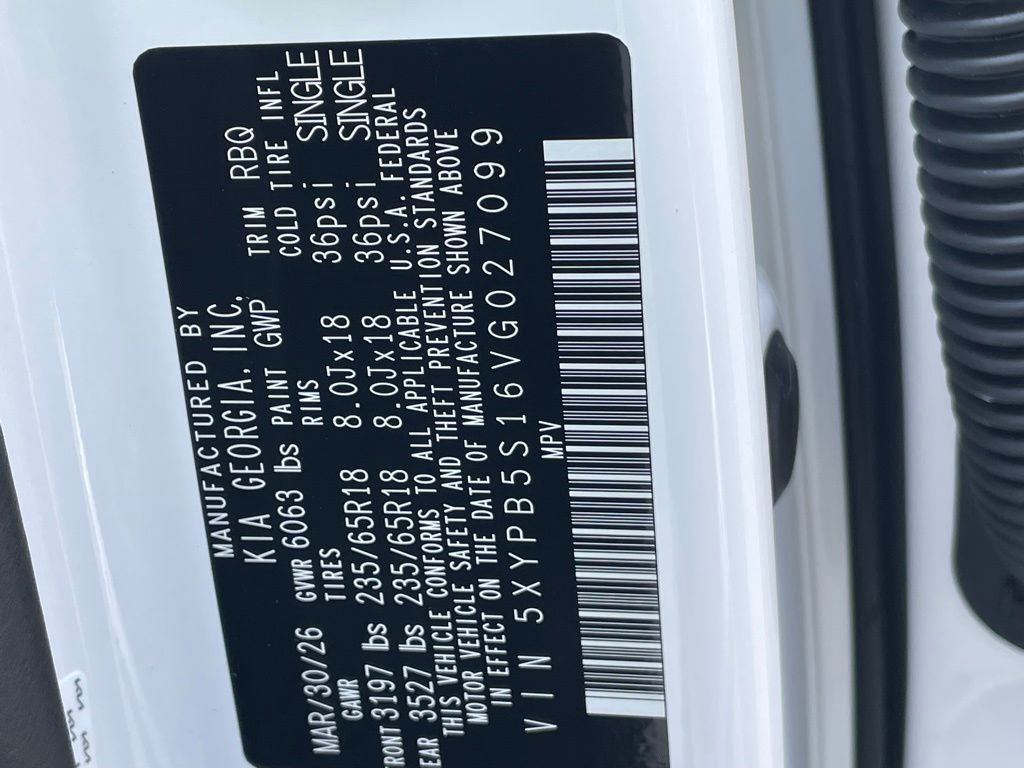 MANUFACTURED BY
KIA GEORGIA, INC.
MAR/30/26 GVWR 6063 lbs PAINT GWP TRIM RBQ
GAWR TIRES RIMS COLD TIRE INFL
FRONT 3197 lbs 235/65R18 8.0Jx18 36psi SINGLE
REAR 3527 lbs 235/65R18 8.0Jx18 36psi SINGLE
THIS VEHICLE CONFORMS TO ALL APPLICABLE U.S.A. FEDERAL
MOTOR VEHICLE SAFETY AND THEFT PREVENTION STANDARDS
IN EFFECT ON THE DATE OF MANUFACTURE SHOWN ABOVE
VIN 5XYPB5S16VG027099
MPV